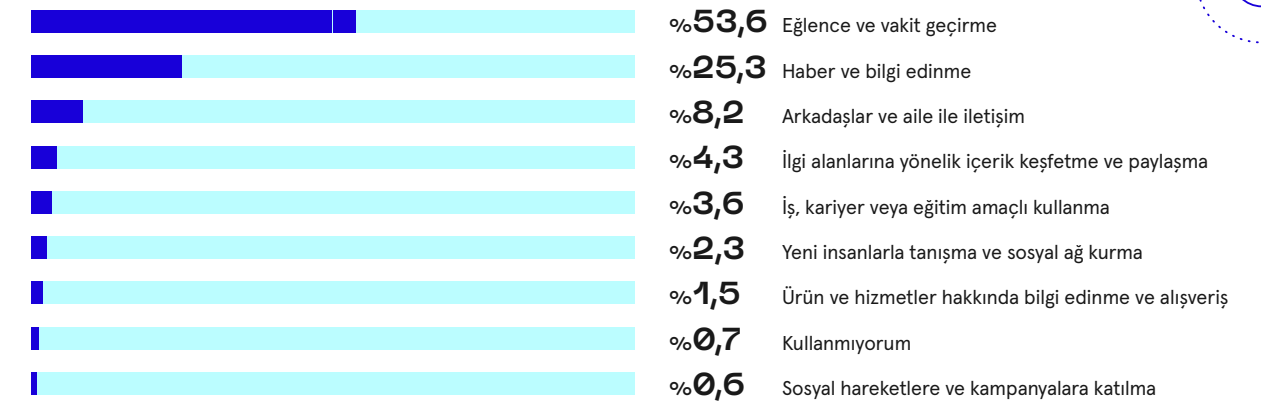 %53,6 Eğlence ve vakit geçirme
%25,3 Haber ve bilgi edinme
%8,2 Arkadaşlar ve aile ile iletişim
%4,3 İlgi alanlarına yönelik içerik keşfetme ve paylaşma
%3,6 İş, kariyer veya eğitim amaçlı kullanma
%2,3 Yeni insanlarla tanışma ve sosyal ağ kurma
%1,5 Ürün ve hizmetler hakkında bilgi edinme ve alışveriş
%0,7 Kullanmıyorum
%0,6 Sosyal hareketlere ve kampanyalara katılma